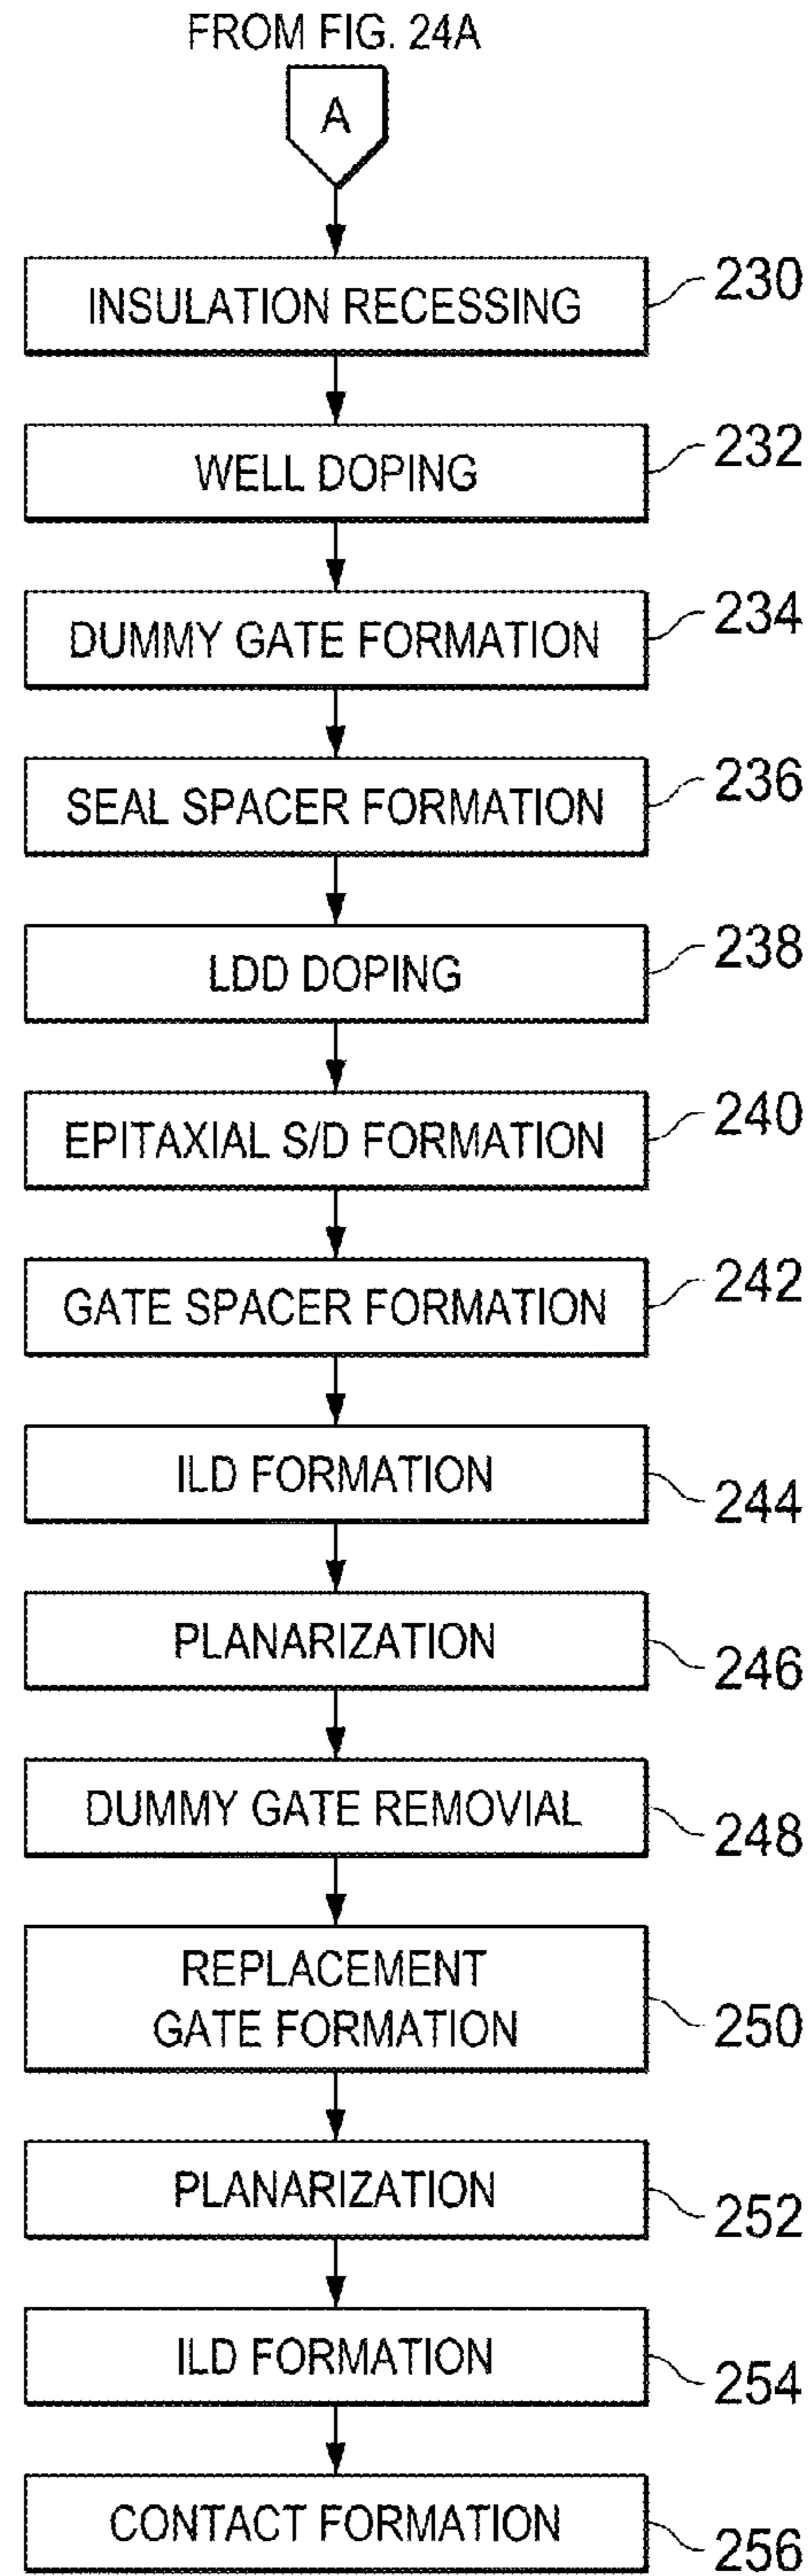 FROM FIG. 24A
A
INSULATION RECESSING 230
WELL DOPING 232
DUMMY GATE FORMATION 234
SEAL SPACER FORMATION 236
LDD DOPING 238
EPITAXIAL S/D FORMATION 240
GATE SPACER FORMATION 242
ILD FORMATION 244
PLANARIZATION 246
DUMMY GATE REMOVIAL 248
REPLACEMENT
GATE FORMATION 250
PLANARIZATION 252
ILD FORMATION 254
CONTACT FORMATION 256